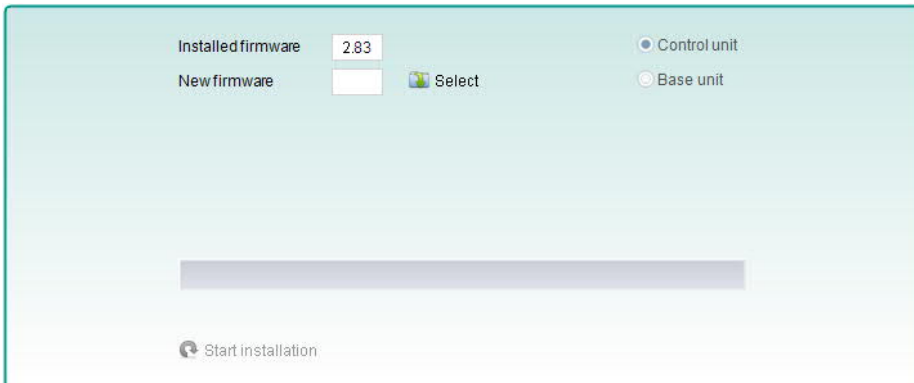 Installed firmware 2.83 Control unit
New firmware Select Base unit
Start installation